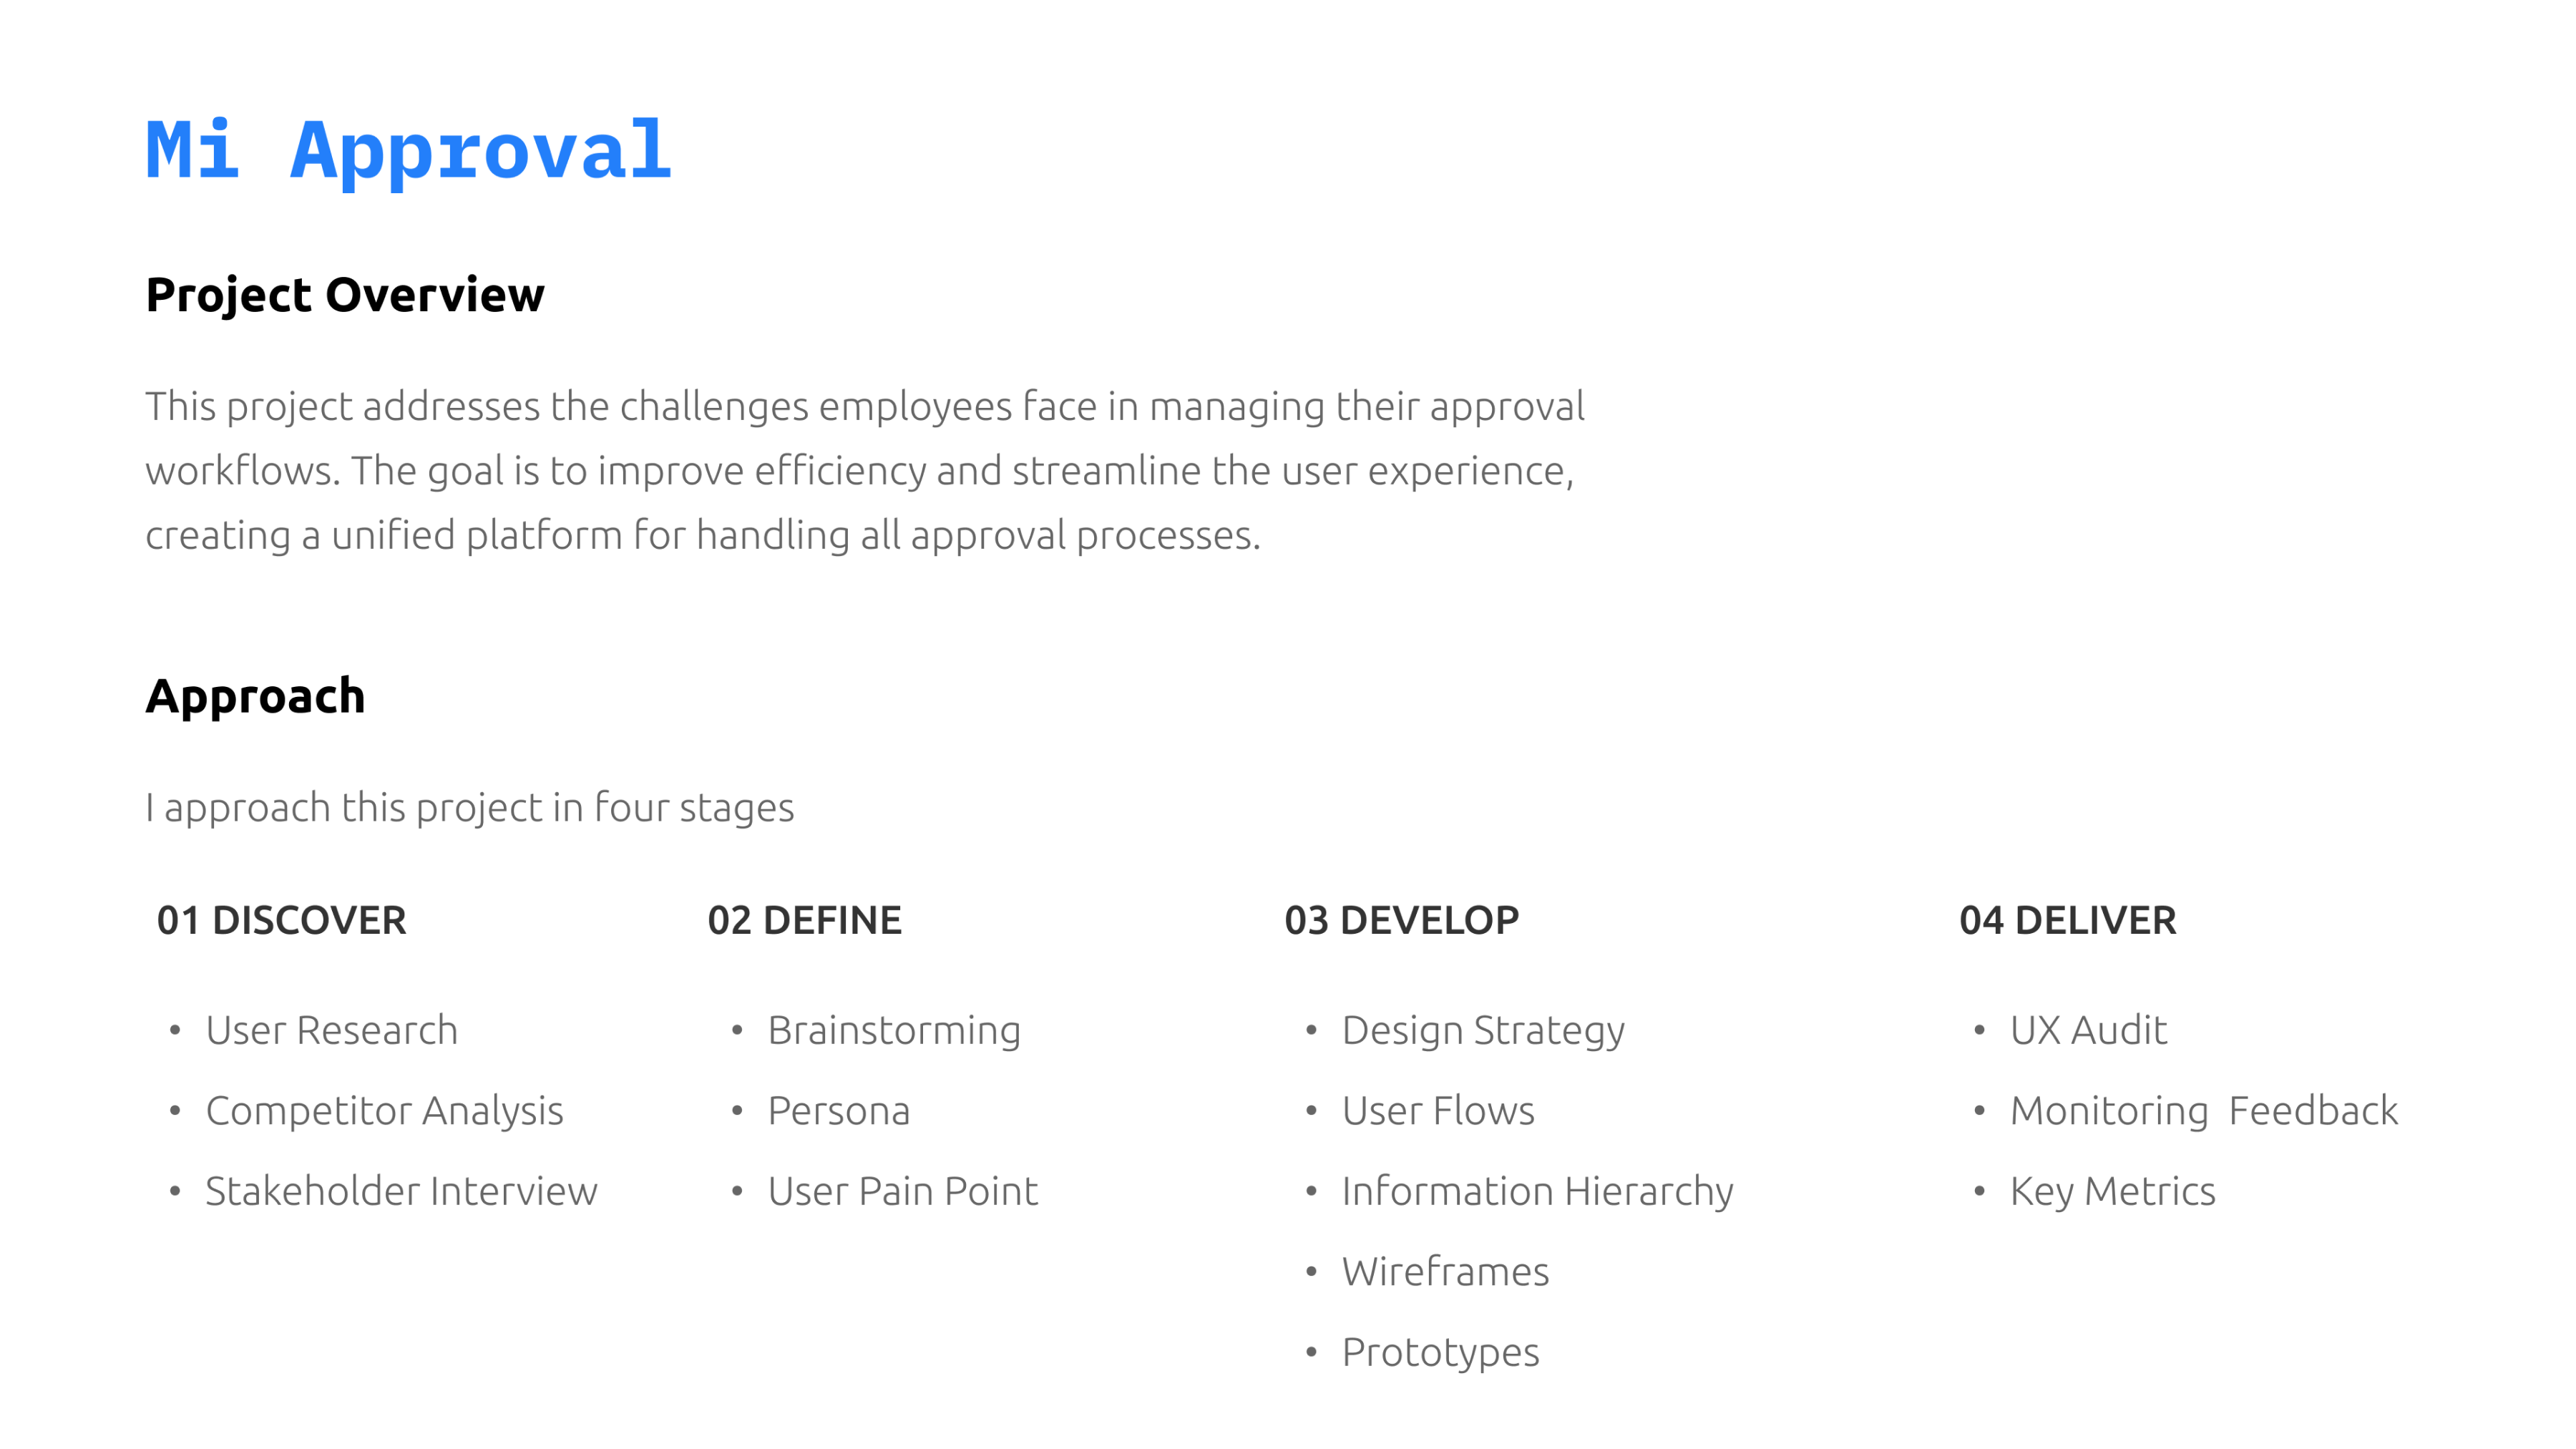 Mi Approval
Project Overview
This project addresses the challenges employees face in managing their approval
workflows. The goal is to improve efficiency and streamline the user experience,
creating a unified platform for handling all approval processes.
Approach
I approach this project in four stages
01 DISCOVER
• User Research
• Competitor Analysis
• Stakeholder Interview
02 DEFINE
• Brainstorming
• Persona
• User Pain Point
03 DEVELOP
• Design Strategy
• User Flows
• Information Hierarchy
• Wireframes
• Prototypes
04 DELIVER
• UX Audit
• Monitoring  Feedback
• Key Metrics